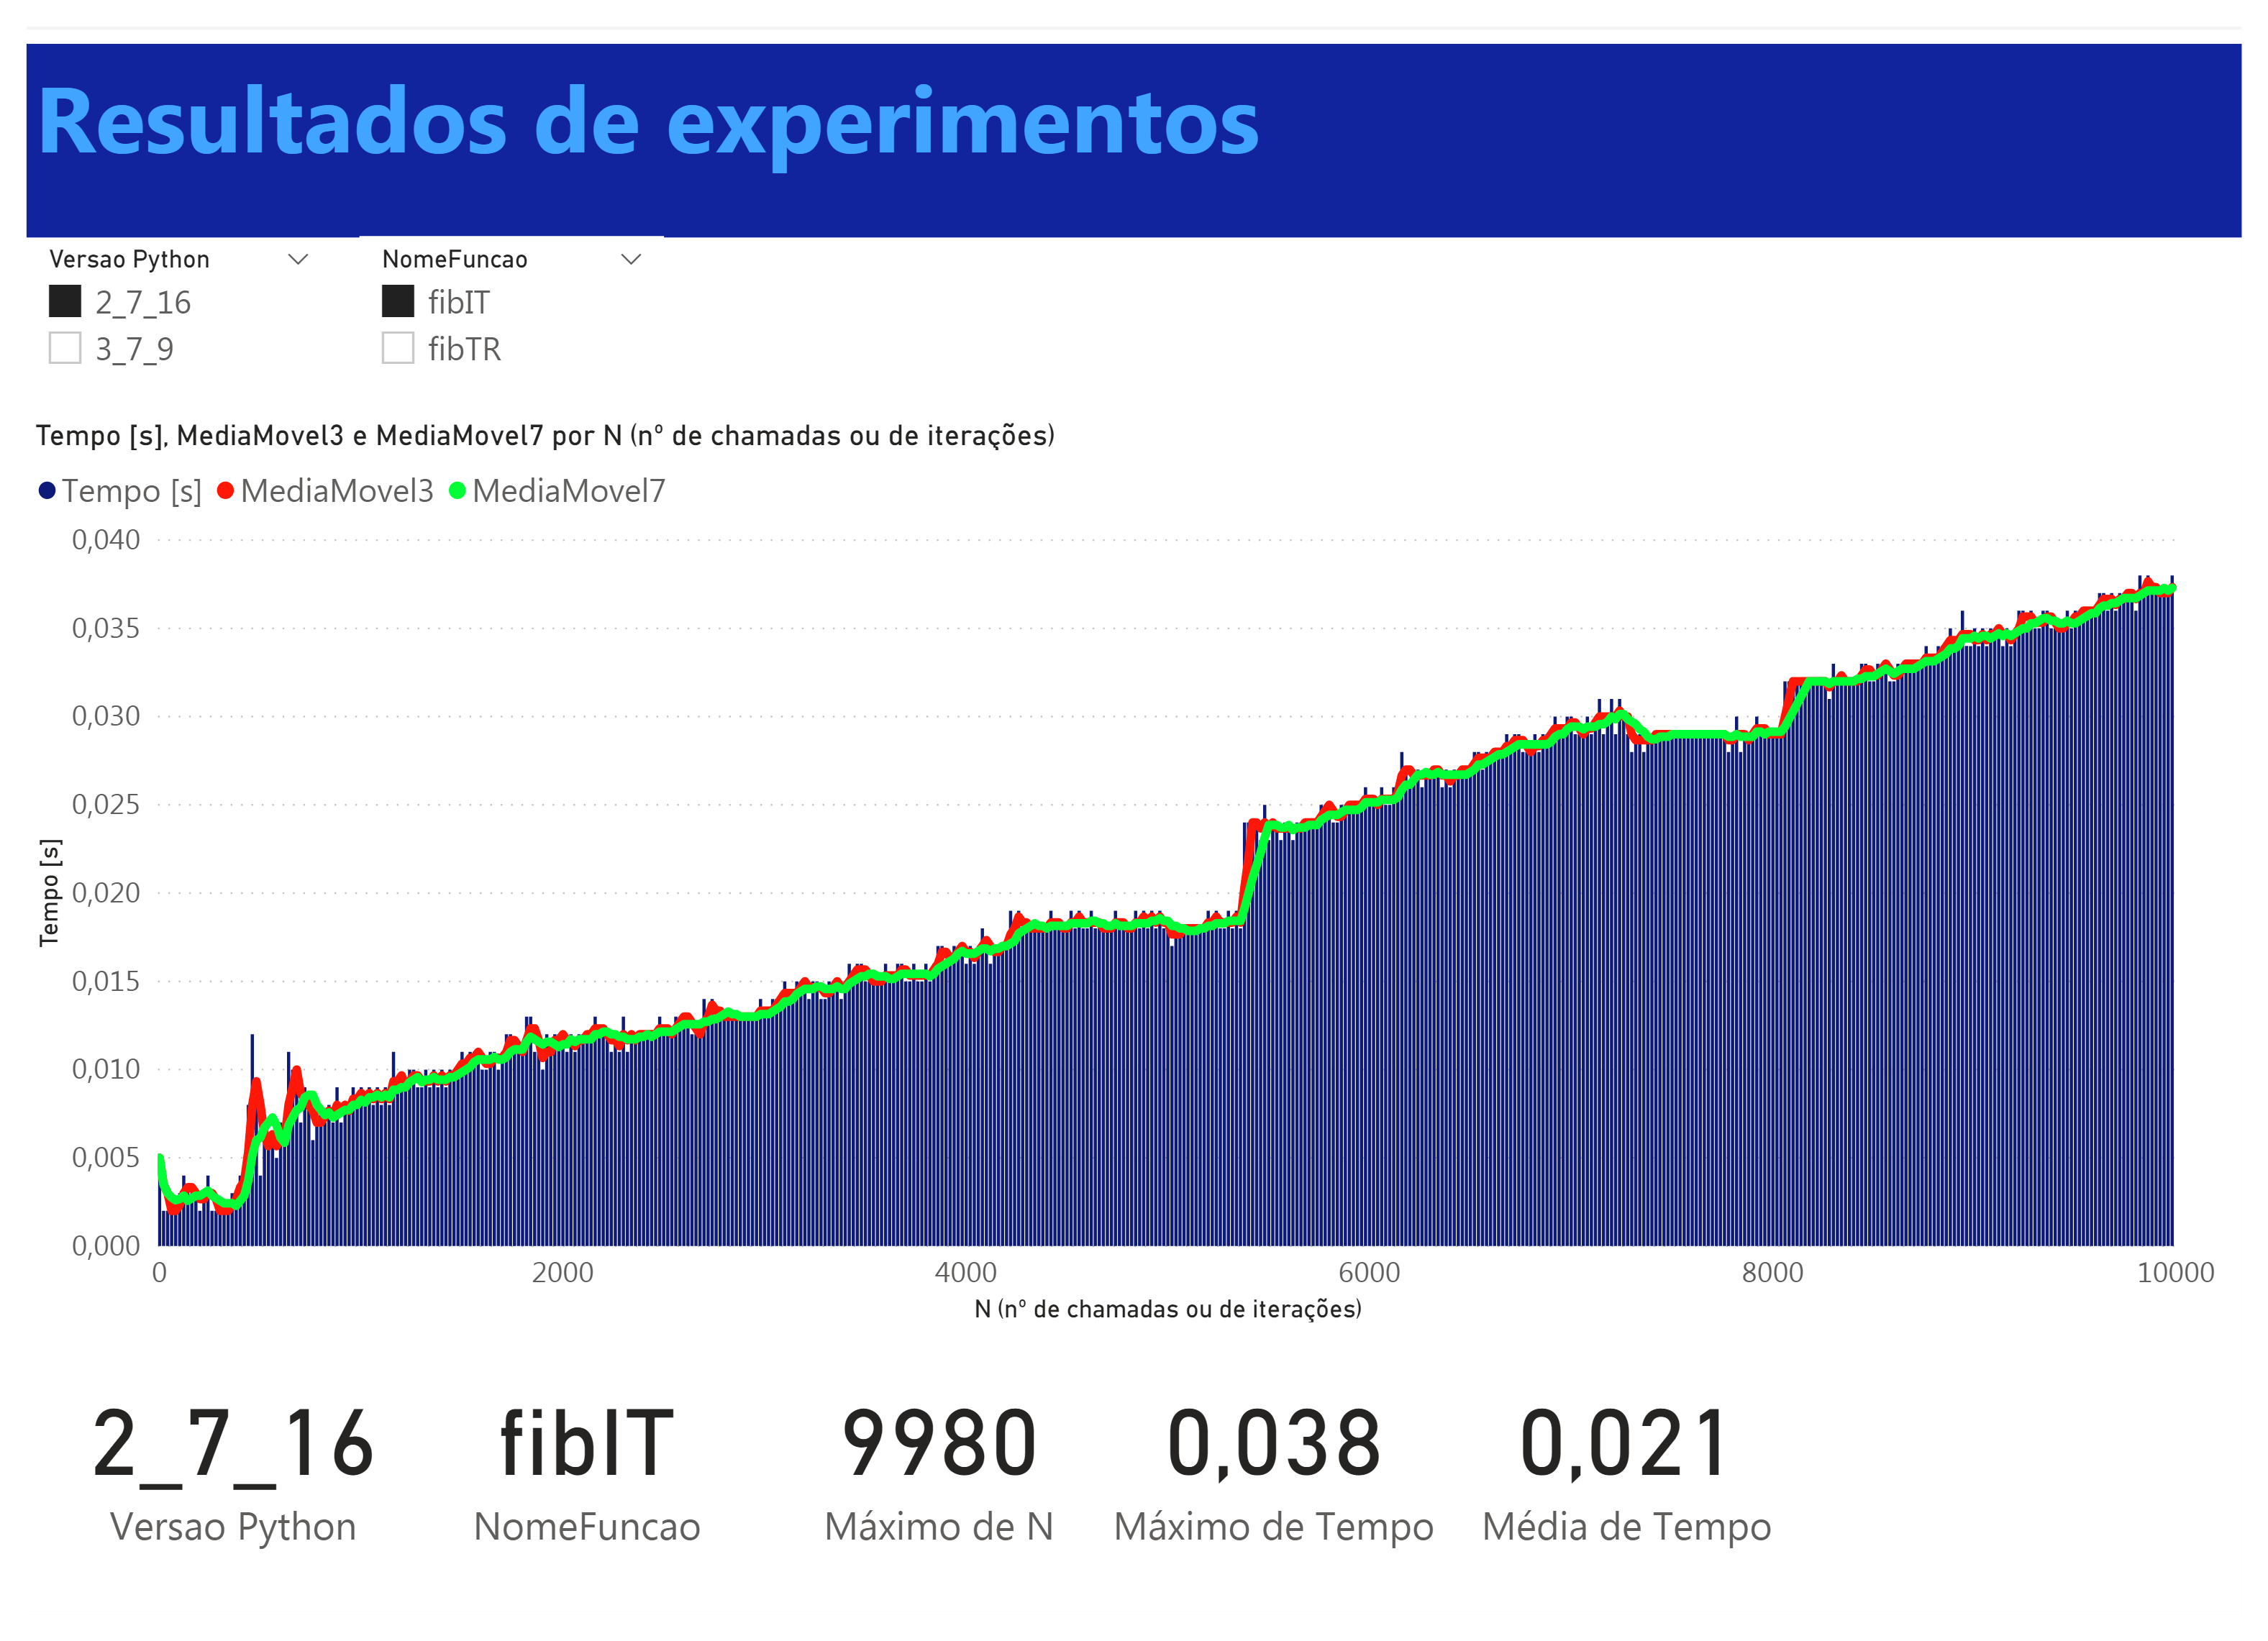 Resultados de experimentos
Versao Python
NomeFuncao
2_7_16
fibIT
3_7_9
fibTR
Tempo [s], MediaMovel3 e MediaMovel7 por N (nº de chamadas ou de iterações)
Tempo [s] MediaMovel3 MediaMovel7
0,040
0,035
0,030
0,025
0,020
0,015
0,010
0,005
0,000
Tempo [s]
0 2000 4000 6000 8000 10000
N (nº de chamadas ou de iterações)
2_7_16
Versao Python
fibIT
NomeFuncao
9980
Máximo de N
0,038
Máximo de Tempo
0,021
Média de Tempo